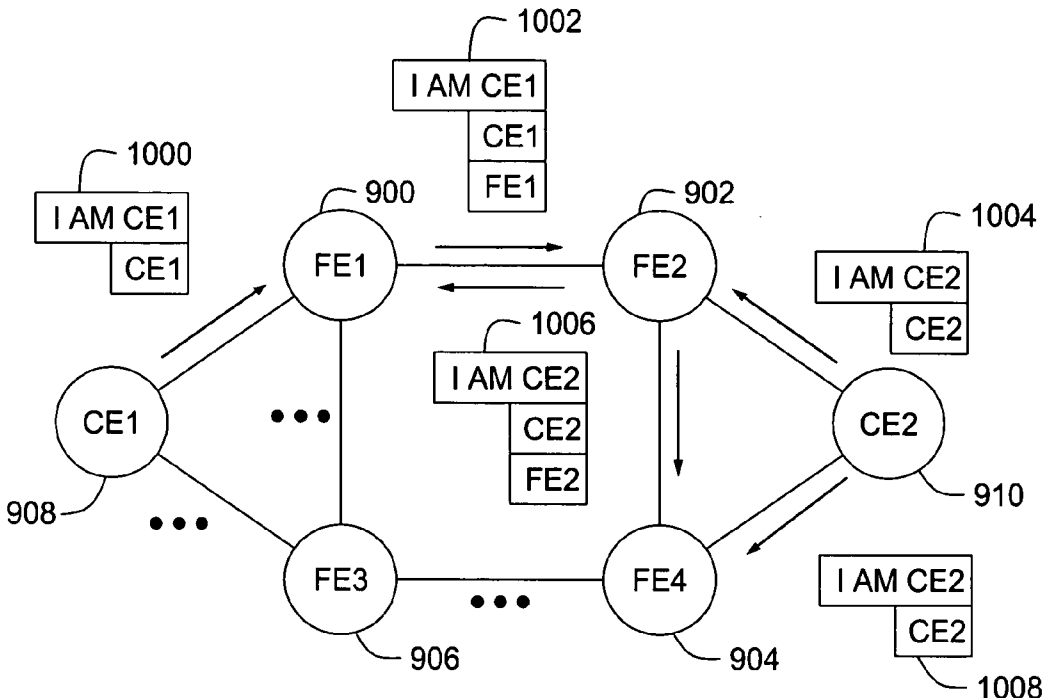 1002
I AM CE1
CE1
FE1
1000
I AM CE1
CE1
900
902
1004
I AM CE2
CE2
FE1
FE2
1006
I AM CE2
CE2
FE2
CE1
CE2
908
910
FE3
FE4
I AM CE2
CE2
906
904
1008